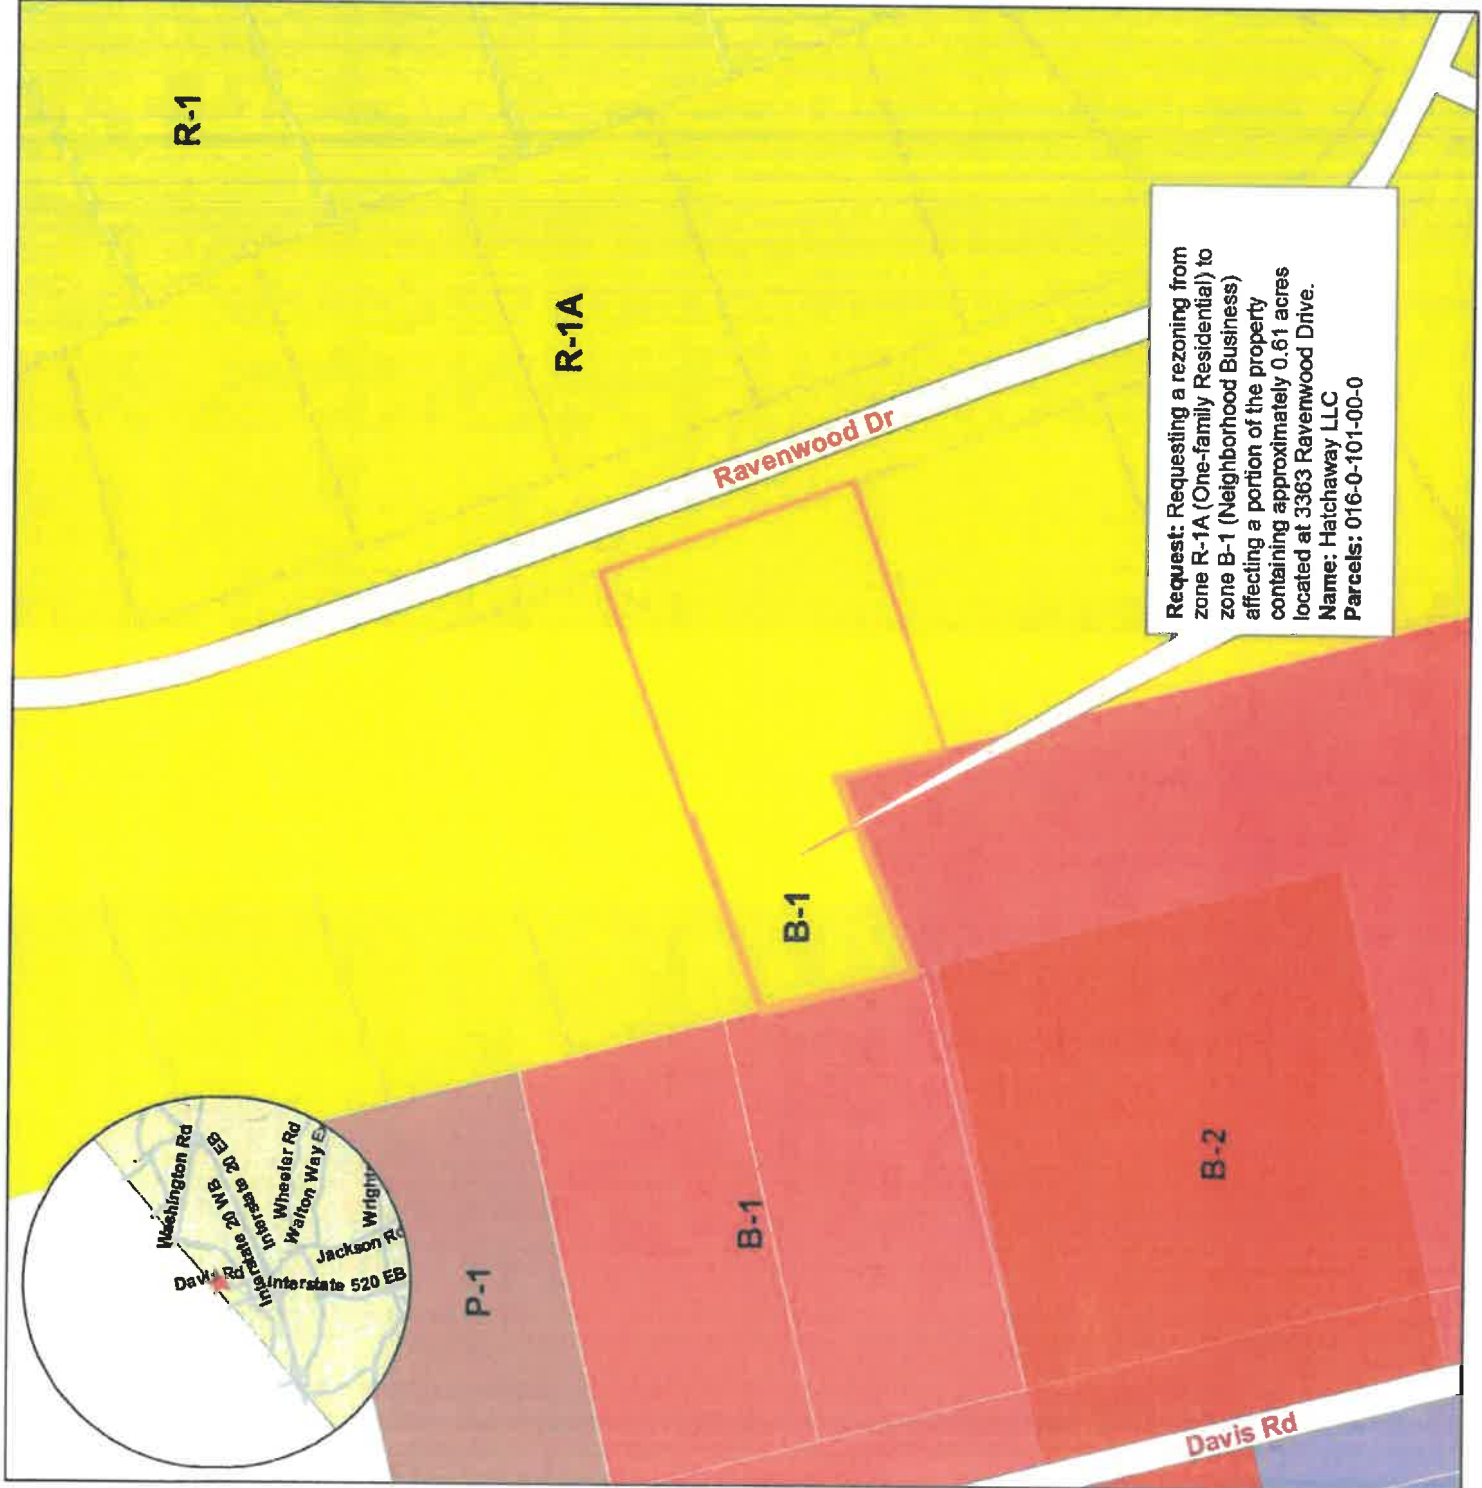 R-1
R-1A
Ravenwood Dr
B-1
P-1
B-1
B-2
Davis Rd
Request: Requesting a rezoning from
zone R-1A (One-family Residential) to
zone B-1 (Neighborhood Business)
affecting a portion of the property
containing approximately 0.61 acres
located at 3363 Ravenwood Drive.
Name: Hatchaway LLC
Parcels: 016-0-101-00-0
Washington Rd
Interstate 20 EB
Interstate 20 WB
Wheeler Rd
Walton Way Ex
Wright
Jackson Rd
Davis Rd
Interstate 520 EB